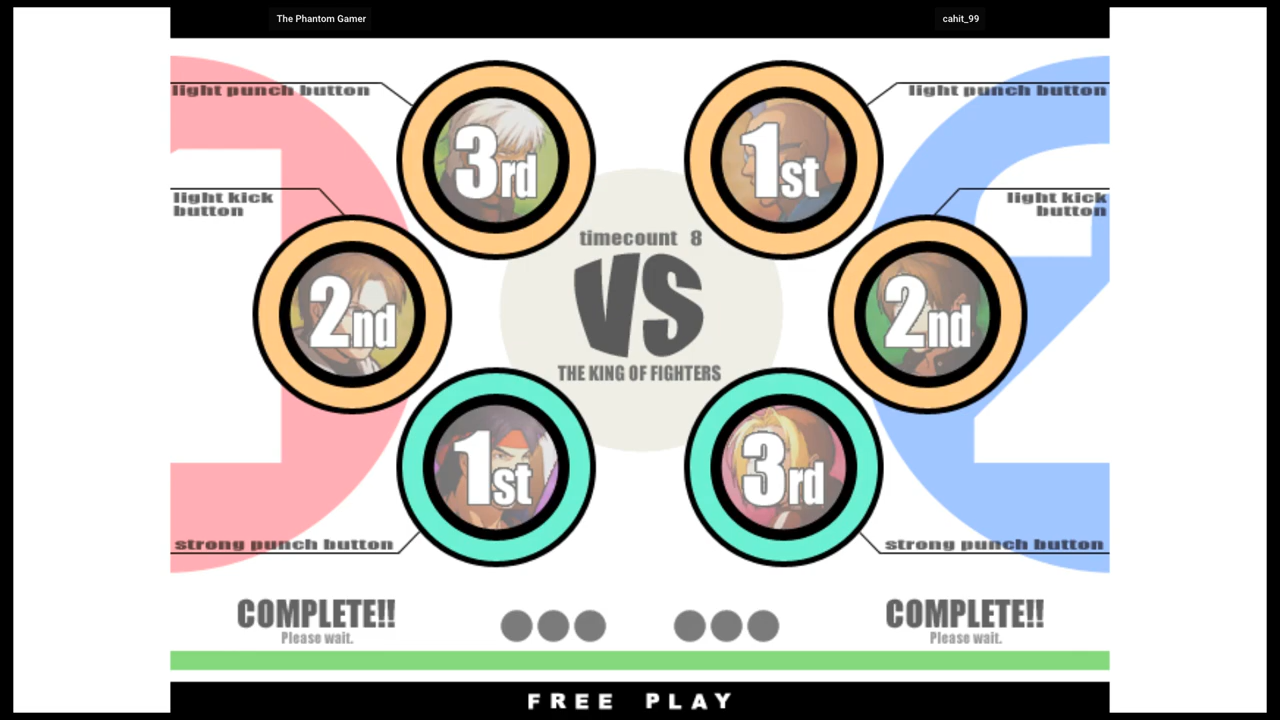 The Phantom Gamer
cahit_99
light punch button
light punch button
3rd
1st
light kick
button
light kick
button
timecount 8
VS
THE KING OF FIGHTERS
2nd
2nd
1st
3rd
strong punch button
strong punch button
COMPLETE!!
Please wait.
COMPLETE!!
Please wait.
FREE PLAY